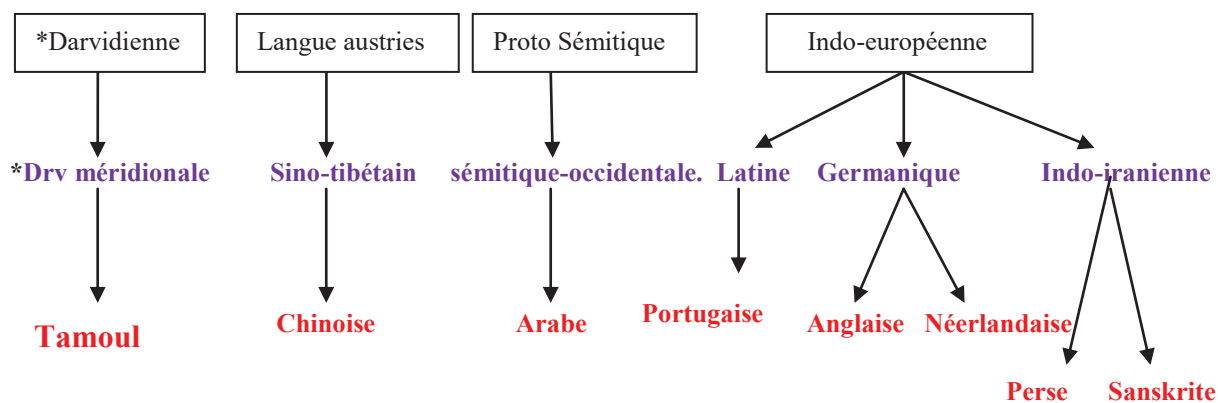 *Darvidienne Langue austries Proto Sémitique Indo-européenne
*Drv méridionale Sino-tibétain sémitique-occidentale. Latine Germanique Indo-iranienne
Tamoul Chinoise Arabe Portugaise Anglaise Néerlandaise
Perse Sanskrite